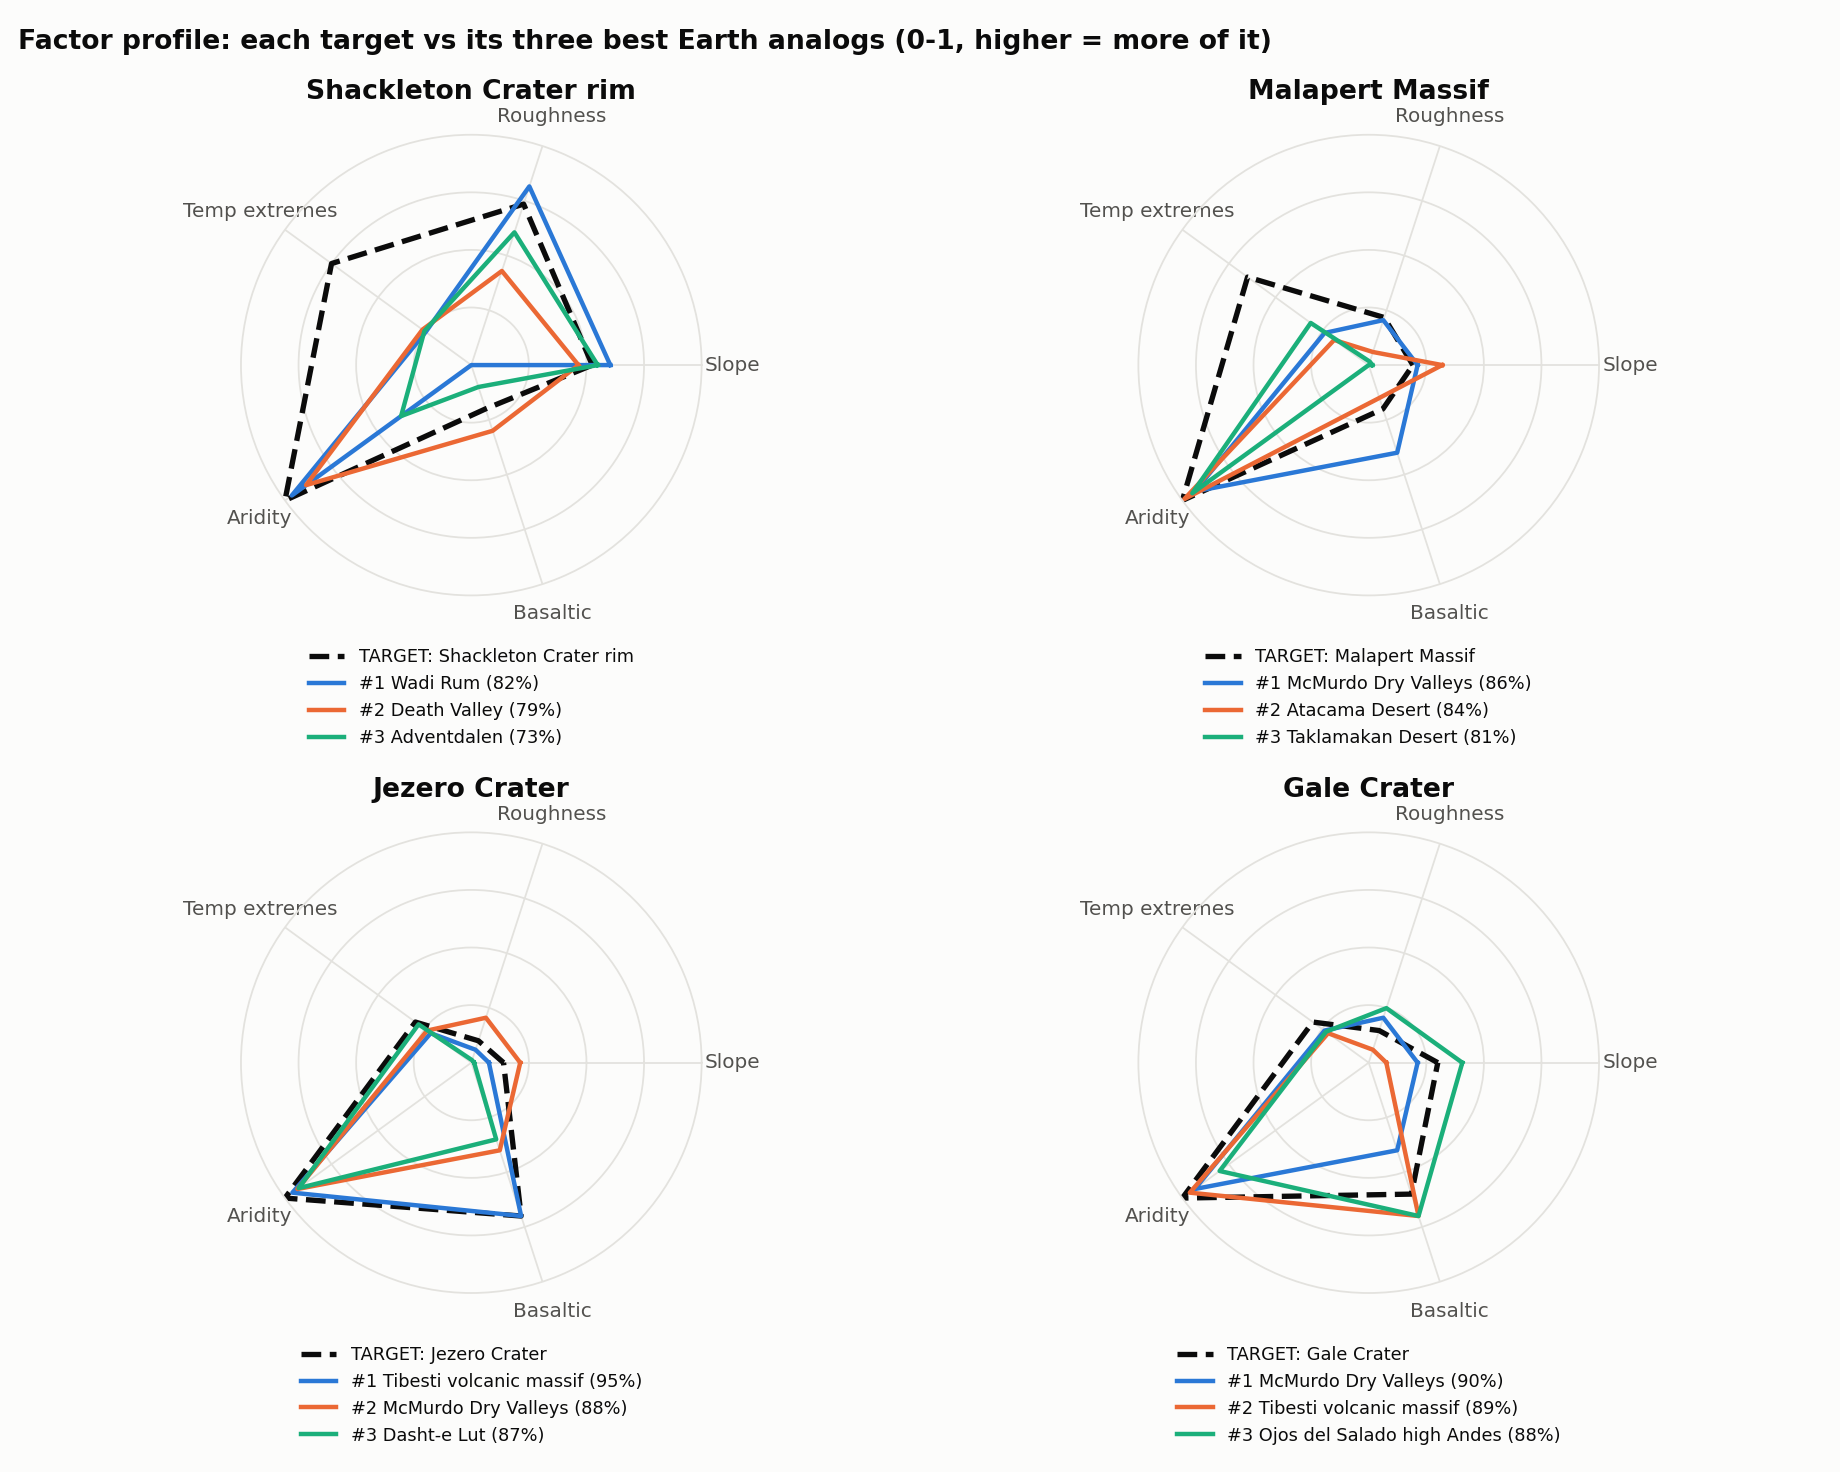 Factor profile: each target vs its three best Earth analogs (0-1, higher = more of it)
Shackleton Crater rim
Roughness
Temp extremes
Slope
Aridity
Basaltic
TARGET: Shackleton Crater rim
#1 Wadi Rum (82%)
#2 Death Valley (79%)
#3 Adventdalen (73%)
Malapert Massif
Roughness
Temp extremes
Slope
Aridity
Basaltic
TARGET: Malapert Massif
#1 McMurdo Dry Valleys (86%)
#2 Atacama Desert (84%)
#3 Taklamakan Desert (81%)
Jezero Crater
Roughness
Temp extremes
Slope
Aridity
Basaltic
TARGET: Jezero Crater
#1 Tibesti volcanic massif (95%)
#2 McMurdo Dry Valleys (88%)
#3 Dasht-e Lut (87%)
Gale Crater
Roughness
Temp extremes
Slope
Aridity
Basaltic
TARGET: Gale Crater
#1 McMurdo Dry Valleys (90%)
#2 Tibesti volcanic massif (89%)
#3 Ojos del Salado high Andes (88%)